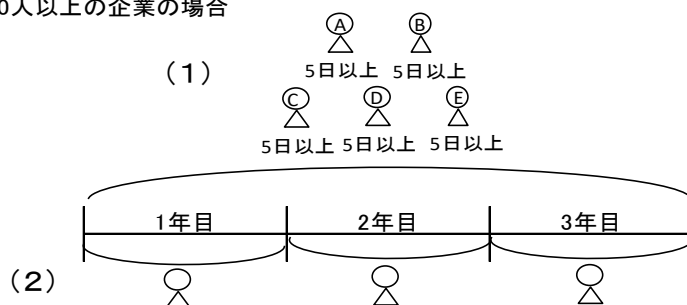 0人以上の企業の場合
A B
(1)
5日以上 5日以上
C D E
5日以上 5日以上 5日以上
1年目 2年目 3年目
(2)